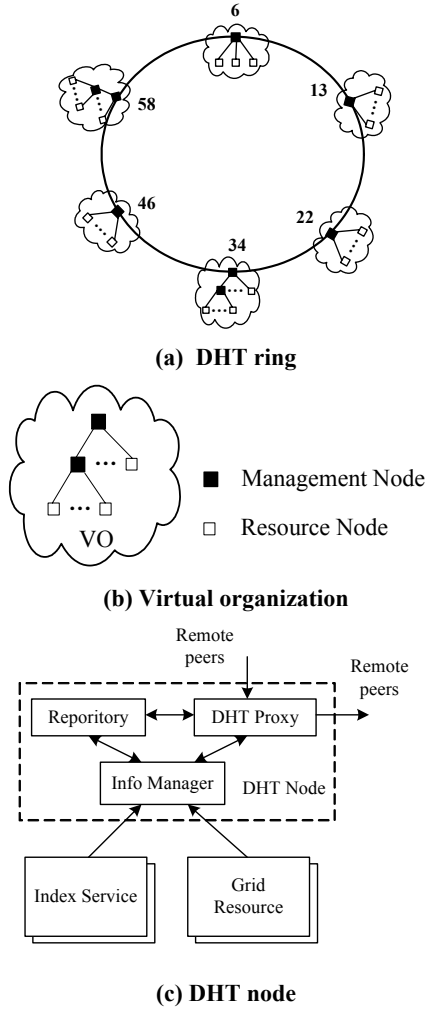 6
13
58
46
22
34
(a) DHT ring
VO
Management Node
Resource Node
(b) Virtual organization
Remote
peers
Remote
peers
Reporitory
DHT Proxy
Info Manager
DHT Node
Index Service
Grid
Resource
(c) DHT node